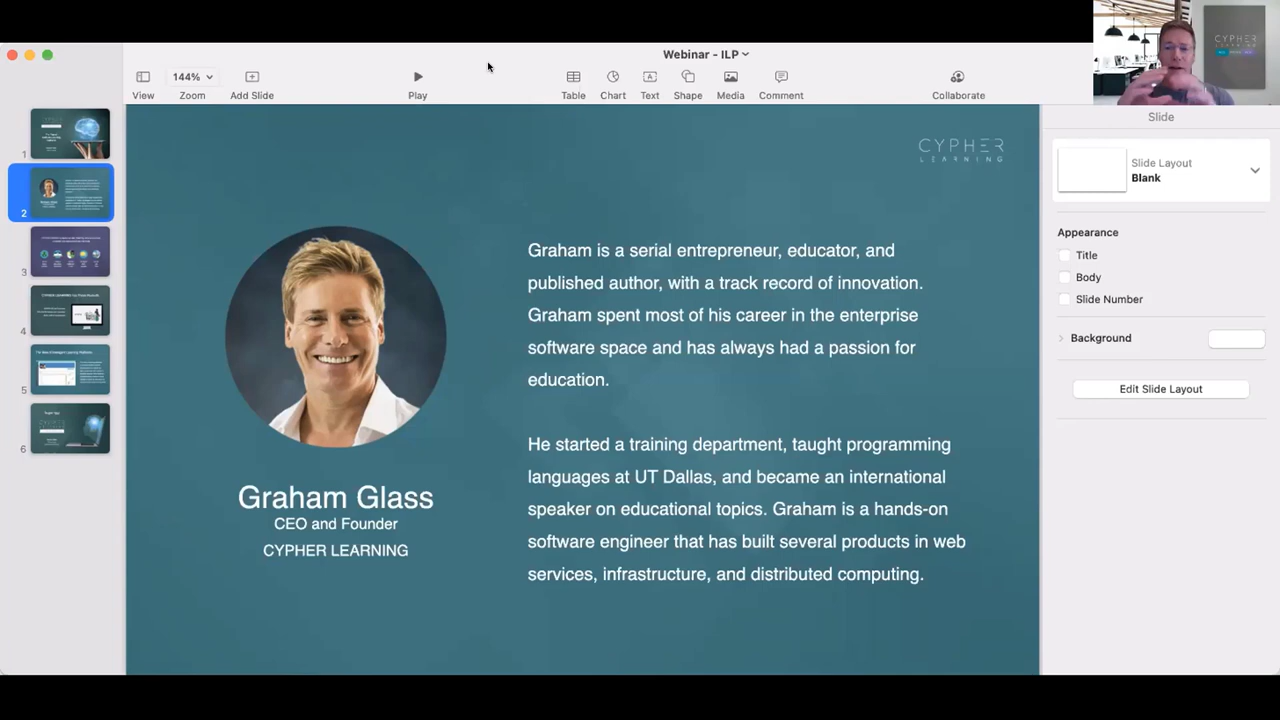 Webinar - ILP
144%
View
Zoom
Add Slide
Play
Table
Chart
Text
Shape
Media
Comment
Collaborate
CYPHER
LEARNING
1
2
3
4
5
6
CYPHER
LEARNING
Graham Glass
CEO and Founder
CYPHER LEARNING
Graham is a serial entrepreneur, educator, and
published author, with a track record of innovation.
Graham spent most of his career in the enterprise
software space and has always had a passion for
education.
He started a training department, taught programming
languages at UT Dallas, and became an international
speaker on educational topics. Graham is a hands-on
software engineer that has built several products in web
services, infrastructure, and distributed computing.
Slide
Slide Layout
Blank
Appearance
Title
Body
Slide Number
Background
Edit Slide Layout